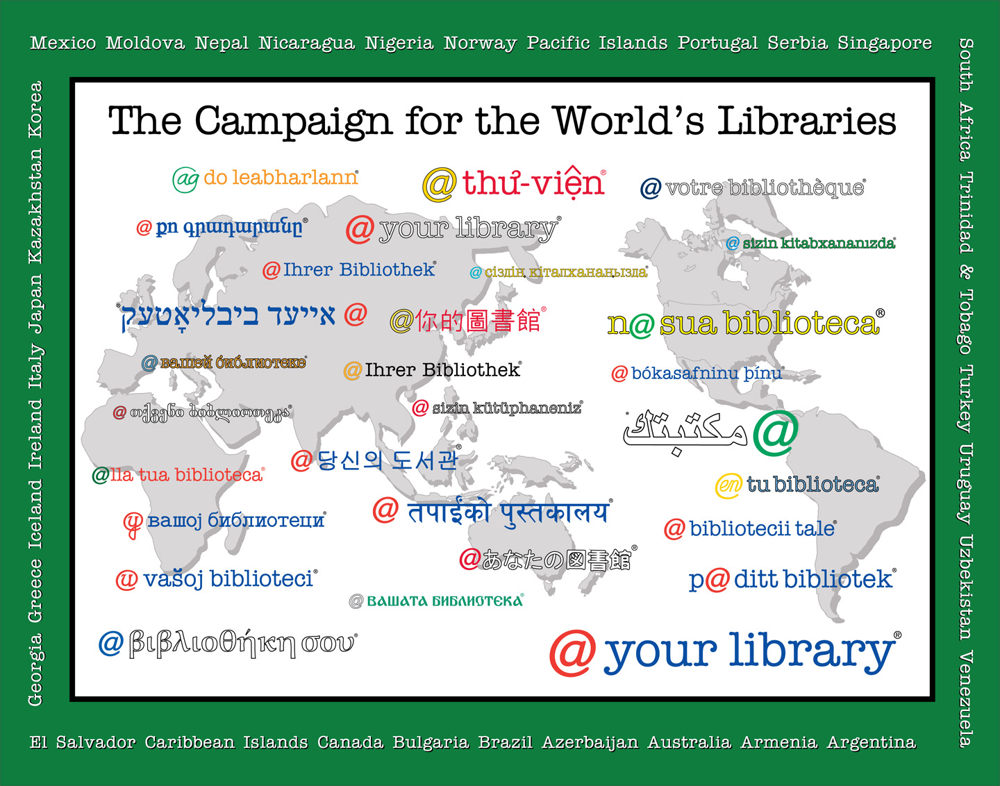 Mexico Moldova Nepal Nicaragua Nigeria Norway Pacific Islands Portugal Serbia Singapore
South Africa Trinidad & Tobago Turkey Uruguay Uzbekistan Venezuela
Georgia Greece Iceland Ireland Italy Japan Kazakhstan Korea
The Campaign for the World's Libraries
@g do leabharlann®
@ thư-viện®
@ votre bibliothèque®
@ քո գրադարանը®
@ your library®
@ sizin kitabxananızda®
@ Ihrer Bibliothek®
@ сіздің кітапханаңызда®
@ אייער ביבליאָטעק®
@你的圖書館®
n@ sua biblioteca®
@ вашей библиотеке®
@ Ihrer Bibliothek®
@ bókasafninu þínu®
@ თქვენი ბიბლიოთეკა®
@ sizin kütüphaneniz®
@ مكتبتك®
@ 당신의 도서관®
@lla tua biblioteca®
en tu biblioteca®
@ तपाईंको पुस्तकालय®
у вашој библиотеци®
@ bibliotecii tale®
@あなたの図書館®
u vašoj biblioteci®
p@ ditt bibliotek®
@ ВАШАТА БИБЛИОТЕКА®
@ βιβλιοθήκη σου®
@ your library®
El Salvador Caribbean Islands Canada Bulgaria Brazil Azerbaijan Australia Armenia Argentina